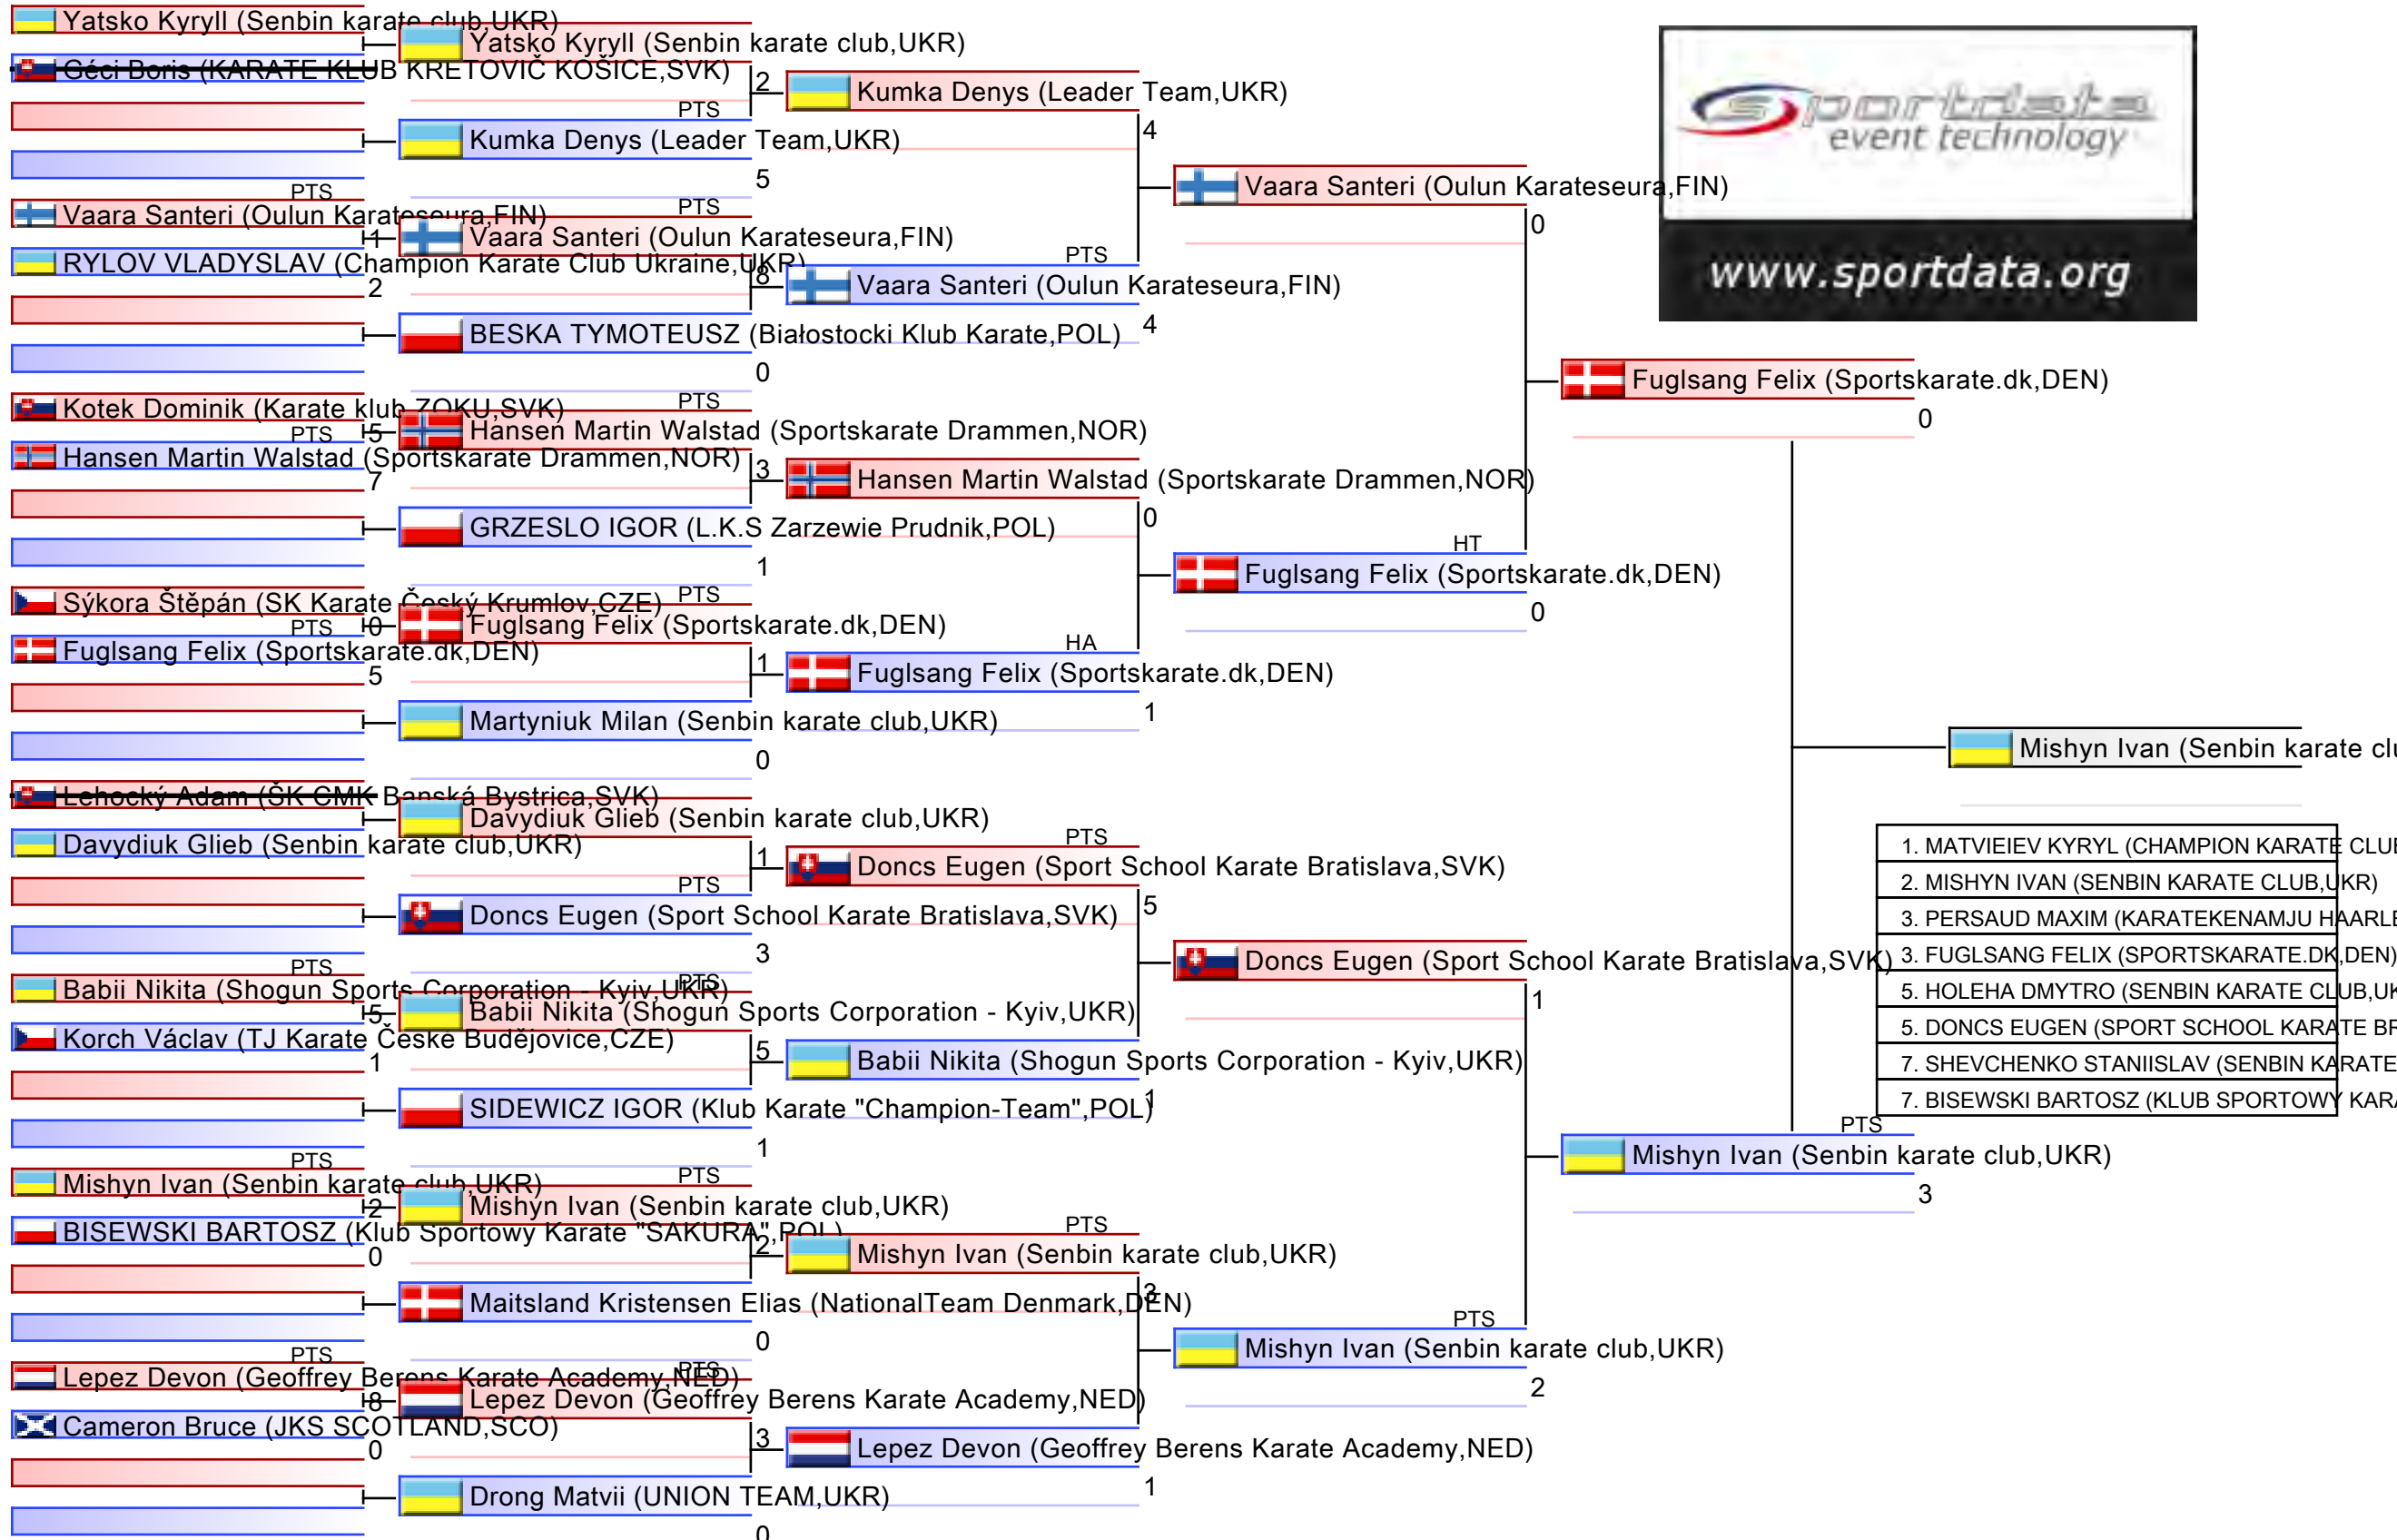 Yatsko Kyryll (Senbin karate club,UKR)
Géci Boris (KARATE KLUB KRETOVIČ KOŠICE,SVK)
PTS
Vaara Santeri (Oulun Karateseura,FIN)
1
RYLOV VLADYSLAV (Champion Karate Club Ukraine,UKR)
2
Kotek Dominik (Karate klub ZOKU,SVK)
PTS
5
Hansen Martin Walstad (Sportskarate Drammen,NOR)
7
Sýkora Štěpán (SK Karate Český Krumlov,CZE)
PTS
0
Fuglsang Felix (Sportskarate.dk,DEN)
5
Lehocký Adam (ŠK CMK Banská Bystrica,SVK)
Davydiuk Glieb (Senbin karate club,UKR)
PTS
Babii Nikita (Shogun Sports Corporation - Kyiv,UKR)
5
Korch Václav (TJ Karate České Budějovice,CZE)
1
PTS
Mishyn Ivan (Senbin karate club,UKR)
2
BISEWSKI BARTOSZ (Klub Sportowy Karate "SAKURA",POL)
0
PTS
Lepez Devon (Geoffrey Berens Karate Academy,NED)
8
Cameron Bruce (JKS SCOTLAND,SCO)
0
Yatsko Kyryll (Senbin karate club,UKR)
2
PTS
Kumka Denys (Leader Team,UKR)
5
PTS
Vaara Santeri (Oulun Karateseura,FIN)
8
BESKA TYMOTEUSZ (Białostocki Klub Karate,POL)
0
PTS
Hansen Martin Walstad (Sportskarate Drammen,NOR)
3
GRZESLO IGOR (L.K.S Zarzewie Prudnik,POL)
1
PTS
Fuglsang Felix (Sportskarate.dk,DEN)
1
Martyniuk Milan (Senbin karate club,UKR)
0
Davydiuk Glieb (Senbin karate club,UKR)
1
PTS
Doncs Eugen (Sport School Karate Bratislava,SVK)
3
PTS
Babii Nikita (Shogun Sports Corporation - Kyiv,UKR)
5
SIDEWICZ IGOR (Klub Karate "Champion-Team",POL)
1
PTS
Mishyn Ivan (Senbin karate club,UKR)
2
Maitsland Kristensen Elias (NationalTeam Denmark,DEN)
0
PTS
Lepez Devon (Geoffrey Berens Karate Academy,NED)
3
Drong Matvii (UNION TEAM,UKR)
0
Kumka Denys (Leader Team,UKR)
4
PTS
Vaara Santeri (Oulun Karateseura,FIN)
4
Hansen Martin Walstad (Sportskarate Drammen,NOR)
0
HA
Fuglsang Felix (Sportskarate.dk,DEN)
1
PTS
Doncs Eugen (Sport School Karate Bratislava,SVK)
5
Babii Nikita (Shogun Sports Corporation - Kyiv,UKR)
1
PTS
Mishyn Ivan (Senbin karate club,UKR)
3
Lepez Devon (Geoffrey Berens Karate Academy,NED)
1
Vaara Santeri (Oulun Karateseura,FIN)
0
HT
Fuglsang Felix (Sportskarate.dk,DEN)
0
Doncs Eugen (Sport School Karate Bratislava,SVK)
1
PTS
Mishyn Ivan (Senbin karate club,UKR)
2
Fuglsang Felix (Sportskarate.dk,DEN)
0
PTS
Mishyn Ivan (Senbin karate club,UKR)
3
sportdata
event technology
www.sportdata.org
Mishyn Ivan (Senbin karate clu
1. MATVIEIEV KYRYL (CHAMPION KARATE CLUB
2. MISHYN IVAN (SENBIN KARATE CLUB,UKR)
3. PERSAUD MAXIM (KARATEKENAMJU HAARLE
3. FUGLSANG FELIX (SPORTSKARATE.DK,DEN)
5. HOLEHA DMYTRO (SENBIN KARATE CLUB,UK
5. DONCS EUGEN (SPORT SCHOOL KARATE BR
7. SHEVCHENKO STANIISLAV (SENBIN KARATE
7. BISEWSKI BARTOSZ (KLUB SPORTOWY KARA